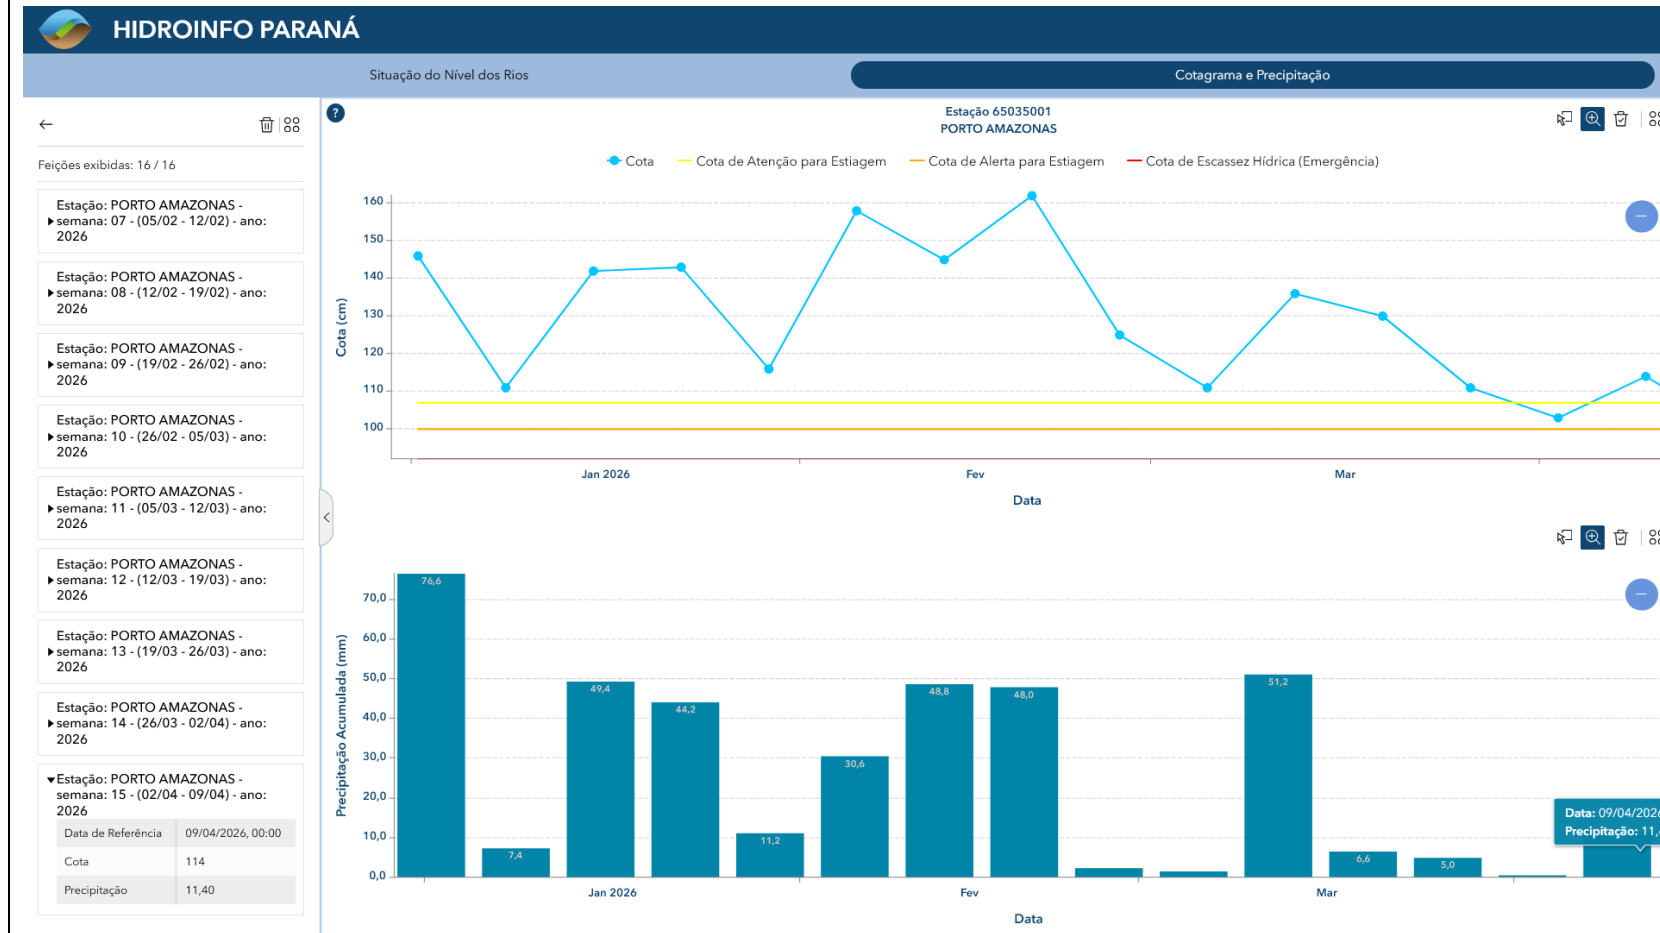 HIDROINFO PARANÁ
Situação do Nível dos Rios
Cotagrama e Precipitação
Feições exibidas: 16 / 16
Estação: PORTO AMAZONAS -
semana: 07 - (05/02 - 12/02) - ano:
2026
Estação: PORTO AMAZONAS -
semana: 08 - (12/02 - 19/02) - ano:
2026
Estação: PORTO AMAZONAS -
semana: 09 - (19/02 - 26/02) - ano:
2026
Estação: PORTO AMAZONAS -
semana: 10 - (26/02 - 05/03) - ano:
2026
Estação: PORTO AMAZONAS -
semana: 11 - (05/03 - 12/03) - ano:
2026
Estação: PORTO AMAZONAS -
semana: 12 - (12/03 - 19/03) - ano:
2026
Estação: PORTO AMAZONAS -
semana: 13 - (19/03 - 26/03) - ano:
2026
Estação: PORTO AMAZONAS -
semana: 14 - (26/03 - 02/04) - ano:
2026
Estação: PORTO AMAZONAS -
semana: 15 - (02/04 - 09/04) - ano:
2026
Data de Referência 09/04/2026, 00:00
Cota 114
Precipitação 11,40
?
Estação 65035001
PORTO AMAZONAS
Cota Cota de Atenção para Estiagem Cota de Alerta para Estiagem Cota de Escassez Hídrica (Emergência)
Cota (cm)
160
150
140
130
120
110
100
Jan 2026 Fev Mar
Data
Precipitação Acumulada (mm)
70,0
60,0
50,0
40,0
30,0
20,0
10,0
0,0
76,6
7,4
49,4
44,2
11,2
30,6
48,8
48,0
51,2
6,6
5,0
Data: 09/04/2026
Precipitação: 11,
Jan 2026 Fev Mar
Data